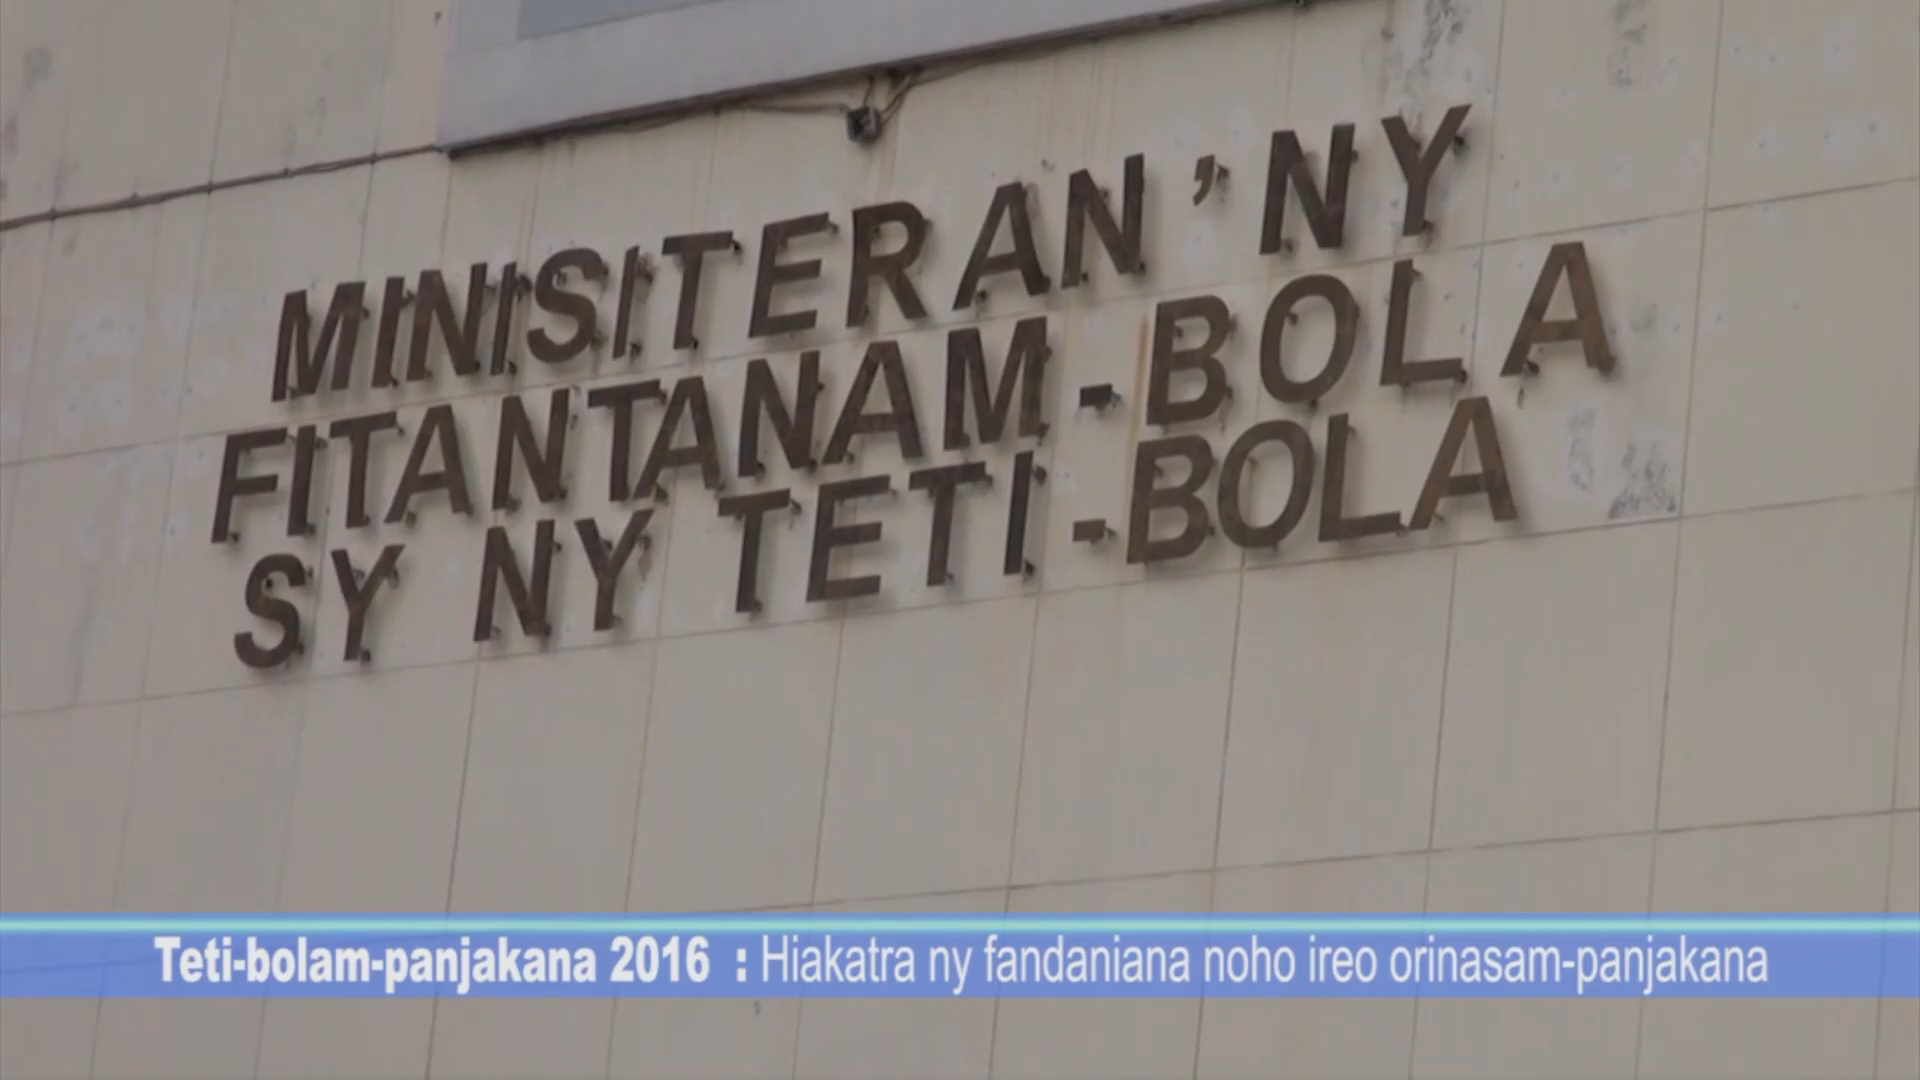 MINISITERAN'NY
FITANTANAM-BOLA
SY NY TETI-BOLA
Teti-bolam-panjakana 2016 : Hiakatra ny fandaniana noho ireo orinasam-panjakana